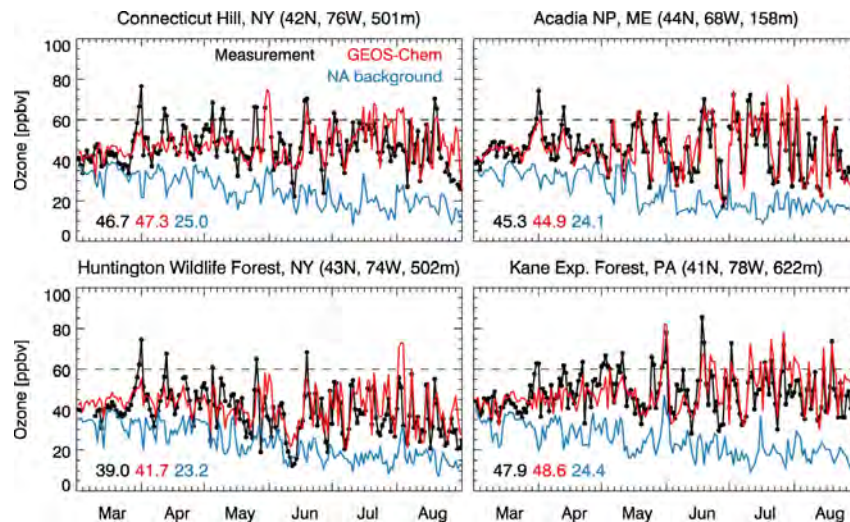 Connecticut Hill, NY (42N, 76W, 501m)
Acadia NP, ME (44N, 68W, 158m)
Measurement
GEOS-Chem
NA background
Ozone [ppbv]
100
80
60
40
20
0
46.7 47.3 25.0
45.3 44.9 24.1
Huntington Wildlife Forest, NY (43N, 74W, 502m)
Kane Exp. Forest, PA (41N, 78W, 622m)
Ozone [ppbv]
100
80
60
40
20
0
39.0 41.7 23.2
47.9 48.6 24.4
Mar Apr May Jun Jul Aug
Mar Apr May Jun Jul Aug